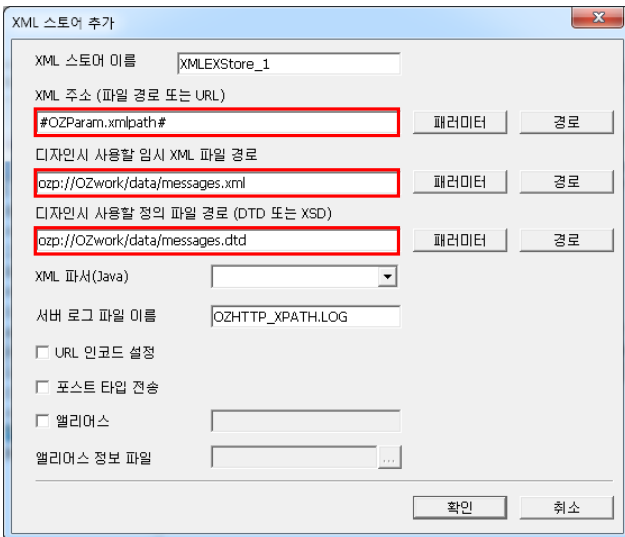 XML 스토어 추가
XML 스토어 이름 XMLEXStore_1
XML 주소 (파일 경로 또는 URL)
#OZParam.xmlpath# 패러미터 경로
디자인시 사용할 임시 XML 파일 경로
ozp://OZwork/data/messages.xml 패러미터 경로
디자인시 사용할 정의 파일 경로 (DTD 또는 XSD)
ozp://OZwork/data/messages.dtd 패러미터 경로
XML 파서(Java)
서버 로그 파일 이름 OZHTTP_XPATH.LOG
URL 인코드 설정
포스트 타입 전송
앨리어스
앨리어스 정보 파일 ...
확인 취소